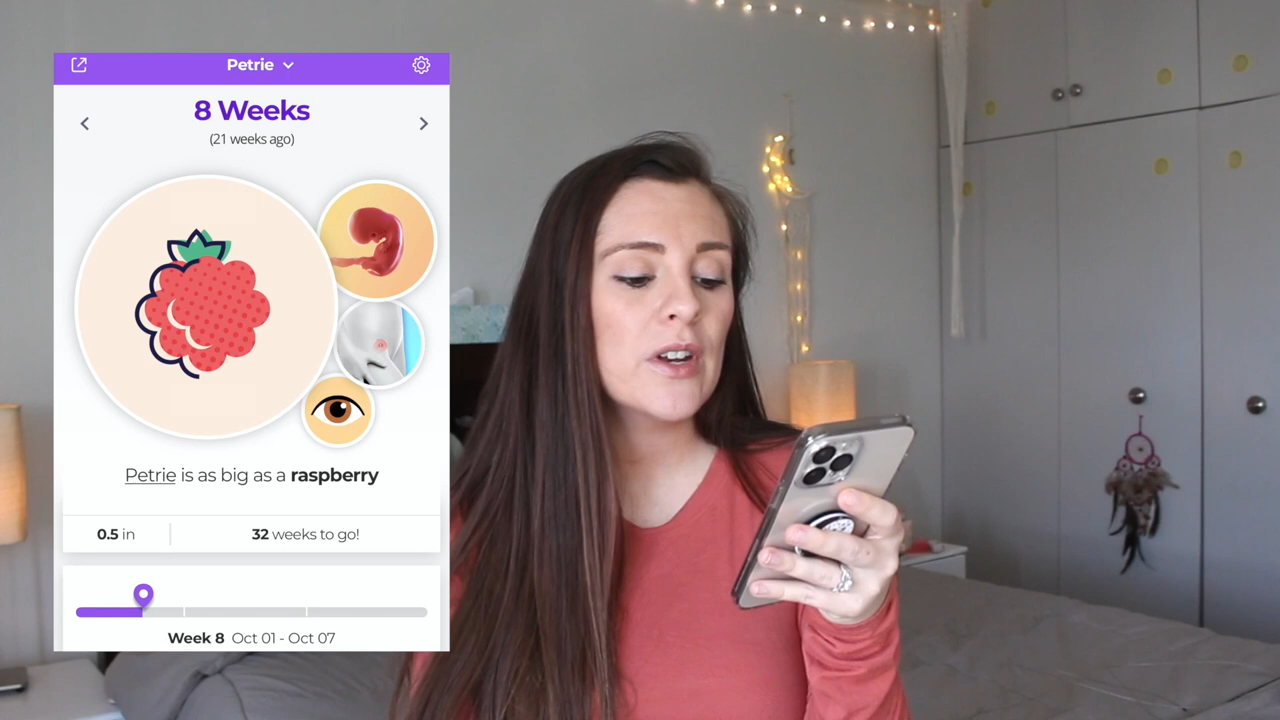 Petrie
8 Weeks
(21 weeks ago)
Petrie is as big as a raspberry
0.5 in
32 weeks to go!
Week 8 Oct 01 - Oct 07